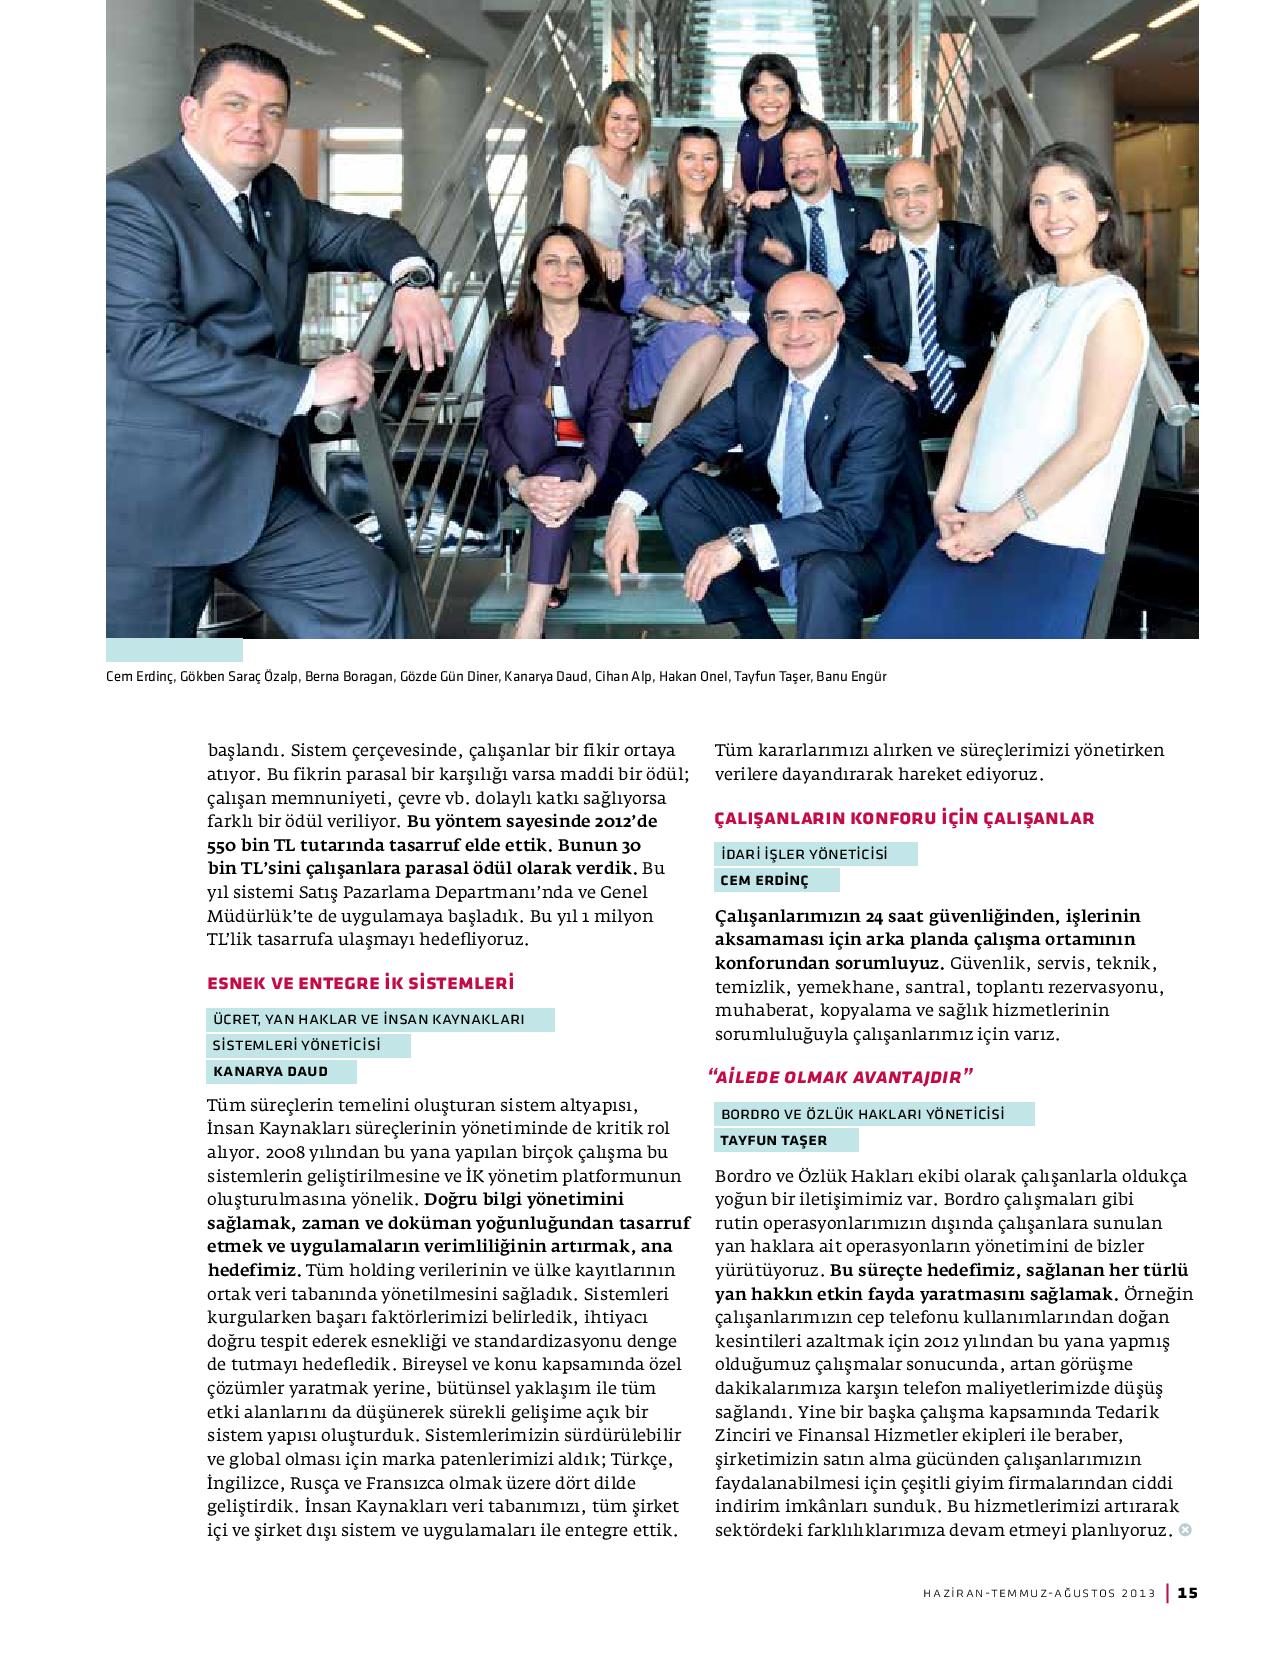 Cem Erdinç, Gökben Saraç Özalp, Berna Boragan, Gözde Gün Diner, Kanarya Daud, Cihan Alp, Hakan Onel, Tayfun Taşer, Banu Engür
başlandı. Sistem çerçevesinde, çalışanlar bir fikir ortaya
atıyor. Bu fikrin parasal bir karşılığı varsa maddi bir ödül;
çalışan memnuniyeti, çevre vb. dolaylı katkı sağlıyorsa
farklı bir ödül veriliyor. Bu yöntem sayesinde 2012’de
550 bin TL tutarında tasarruf elde ettik. Bunun 30
bin TL’sini çalışanlara parasal ödül olarak verdik. Bu
yıl sistemi Satış Pazarlama Departmanı’nda ve Genel
Müdürlük’te de uygulamaya başladık. Bu yıl 1 milyon
TL’lik tasarrufa ulaşmayı hedefliyoruz.
ESNEK VE ENTEGRE İK SİSTEMLERİ
ÜCRET, YAN HAKLAR VE İNSAN KAYNAKLARI
SİSTEMLERİ YÖNETİCİSİ
KANARYA DAUD
Tüm süreçlerin temelini oluşturan sistem altyapısı,
İnsan Kaynakları süreçlerinin yönetiminde de kritik rol
alıyor. 2008 yılından bu yana yapılan birçok çalışma bu
sistemlerin geliştirilmesine ve İK yönetim platformunun
oluşturulmasına yönelik. Doğru bilgi yönetimini
sağlamak, zaman ve doküman yoğunluğundan tasarruf
etmek ve uygulamaların verimliliğinin artırmak, ana
hedefimiz. Tüm holding verilerinin ve ülke kayıtlarının
ortak veri tabanında yönetilmesini sağladık. Sistemleri
kurgularken başarı faktörlerimizi belirledik, ihtiyacı
doğru tespit ederek esnekliği ve standardizasyonu denge
de tutmayı hedefledik. Bireysel ve konu kapsamında özel
çözümler yaratmak yerine, bütünsel yaklaşım ile tüm
etki alanlarını da düşünerek sürekli gelişime açık bir
sistem yapısı oluşturduk. Sistemlerimizin sürdürülebilir
ve global olması için marka patenlerimizi aldık; Türkçe,
İngilizce, Rusça ve Fransızca olmak üzere dört dilde
geliştirdik. İnsan Kaynakları veri tabanımızı, tüm şirket
içi ve şirket dışı sistem ve uygulamaları ile entegre ettik.
Tüm kararlarımızı alırken ve süreçlerimizi yönetirken
verilere dayandırarak hareket ediyoruz.
ÇALIŞANLARIN KONFORU İÇİN ÇALIŞANLAR
İDARİ İŞLER YÖNETİCİSİ
CEM ERDİNÇ
Çalışanlarımızın 24 saat güvenliğinden, işlerinin
aksamaması için arka planda çalışma ortamının
konforundan sorumluyuz. Güvenlik, servis, teknik,
temizlik, yemekhane, santral, toplantı rezervasyonu,
muhaberat, kopyalama ve sağlık hizmetlerinin
sorumluluğuyla çalışanlarımız için varız.
“AİLEDE OLMAK AVANTAJDIR”
BORDRO VE ÖZLÜK HAKLARI YÖNETİCİSİ
TAYFUN TAŞER
Bordro ve Özlük Hakları ekibi olarak çalışanlarla oldukça
yoğun bir iletişimimiz var. Bordro çalışmaları gibi
rutin operasyonlarımızın dışında çalışanlara sunulan
yan haklara ait operasyonların yönetimini de bizler
yürütüyoruz. Bu süreçte hedefimiz, sağlanan her türlü
yan hakkın etkin fayda yaratmasını sağlamak. Örneğin
çalışanlarımızın cep telefonu kullanımlarından doğan
kesintileri azaltmak için 2012 yılından bu yana yapmış
olduğumuz çalışmalar sonucunda, artan görüşme
dakikalarımıza karşın telefon maliyetlerimizde düşüş
sağlandı. Yine bir başka çalışma kapsamında Tedarik
Zinciri ve Finansal Hizmetler ekipleri ile beraber,
şirketimizin satın alma gücünden çalışanlarımızın
faydalanabilmesi için çeşitli giyim firmalarından ciddi
indirim imkânları sunduk. Bu hizmetlerimizi artırarak
sektördeki farklılıklarımıza devam etmeyi planlıyoruz.
HAZİRAN-TEMMUZ-AĞUSTOS 2013 | 15